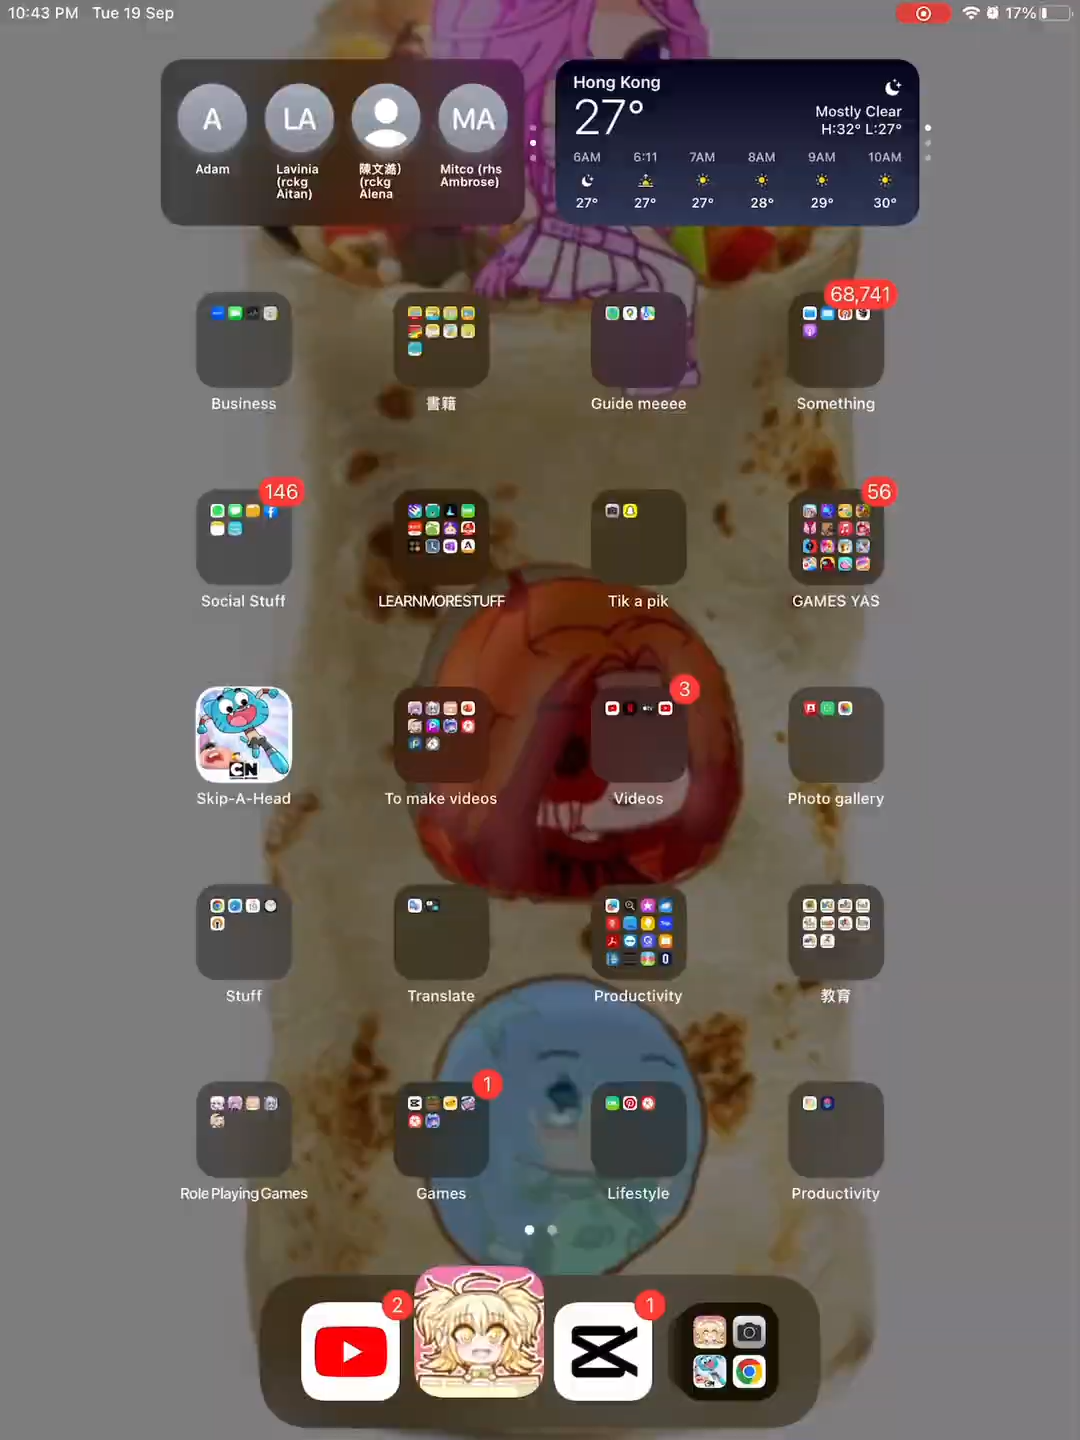 10:43 PM Tue 19 Sep
17%
A
LA
MA
Adam
Lavinia
(rckg
Aitan)
(rckg
Alena
Mitco (rhs
Ambrose)
Hong Kong
27°
Mostly Clear
H:32° L:27°
6AM 6:11 7AM 8AM 9AM 10AM
27° 27° 27° 28° 29° 30°
68,741
Business 書籍 Guide meeee Something
146
56
Social Stuff LEARNMORESTUFF Tik a pik GAMES YAS
3
CN
Skip-A-Head To make videos Videos Photo gallery
Stuff Translate Productivity 教育
1
Role Playing Games Games Lifestyle Productivity
2
1